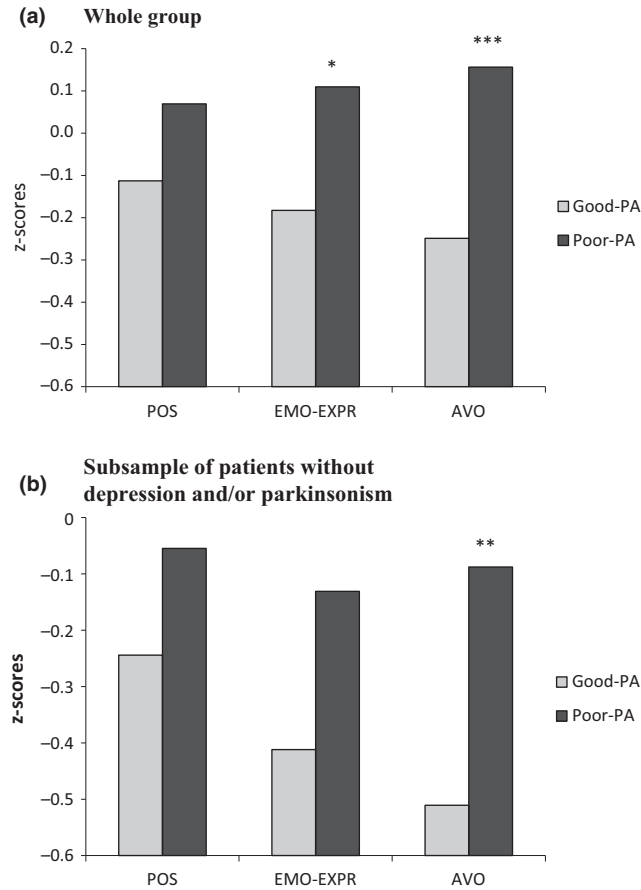 (a) Whole group
0.2
0.1
0.0
−0.1
−0.2
−0.3
−0.4
−0.5
−0.6
z-scores
* ***
POS EMO-EXPR AVO
Good-PA
Poor-PA
(b) Subsample of patients without
depression and/or parkinsonism
0
−0.1
−0.2
−0.3
−0.4
−0.5
−0.6
z-scores
**
POS EMO-EXPR AVO
Good-PA
Poor-PA